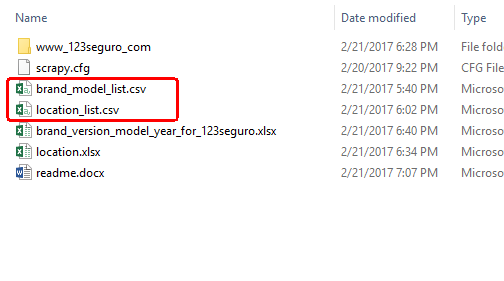 Date modified Type
www_123seguro_com 2/21/2017 6:28 PM File fold
scrapy.cfg 2/20/2017 9:22 PM CFG File
brand_model_list.csv 2/21/2017 5:40 PM Microso
location_list.csv 2/21/2017 6:02 PM Microso
brand_version_model_year_for_123seguro.xlsx 2/21/2017 6:40 PM Microso
location.xlsx 2/21/2017 6:34 PM Microso
readme.docx 2/21/2017 7:07 PM Microso